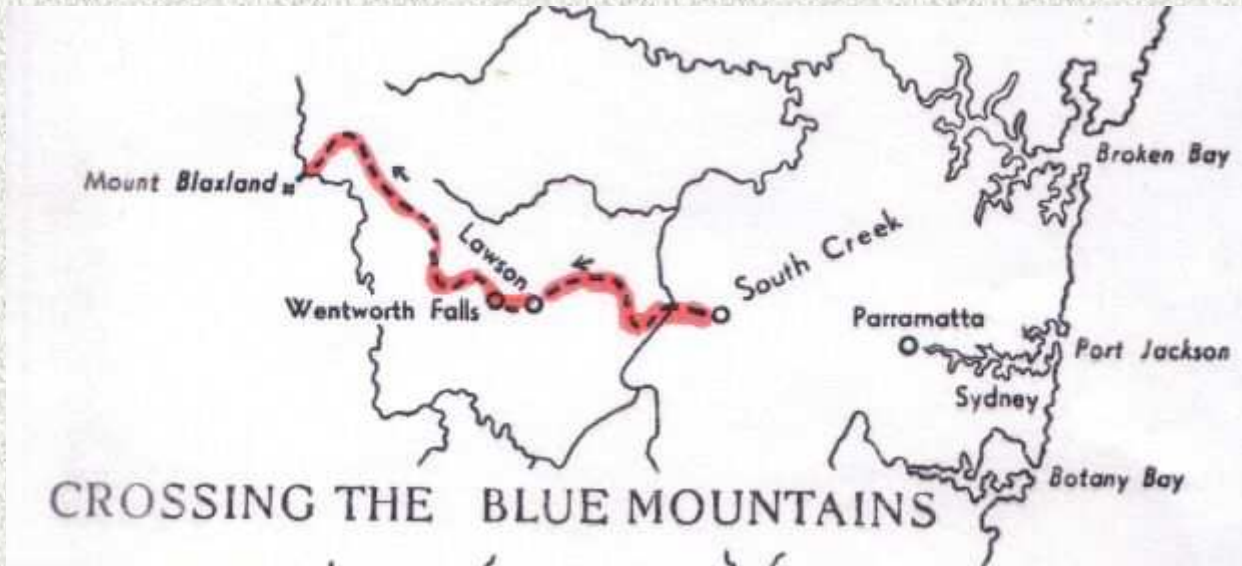 Broken Bay
Mount Blaxland
Lawson
South Creek
Wentworth Falls
Parramatta
Port Jackson
Sydney
Botany Bay
CROSSING THE BLUE MOUNTAINS